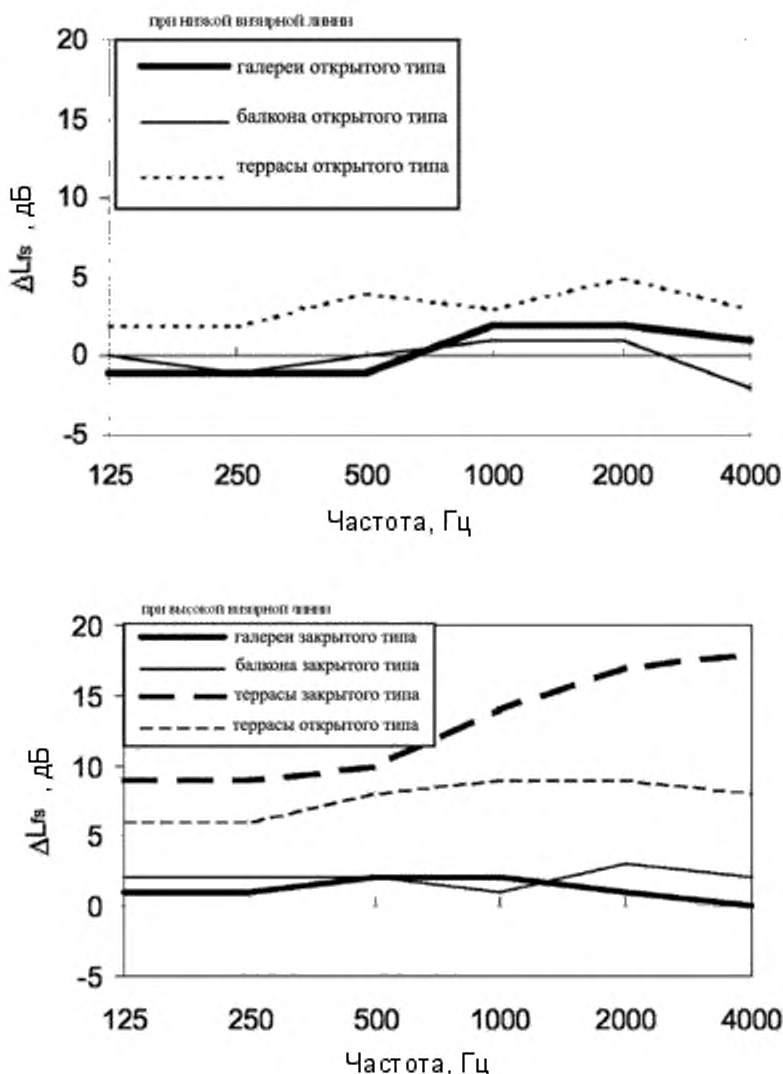 при низкой визирной линии
20
галереи открытого типа
15
балкона открытого типа
10
террасы открытого типа
ΔLfs , дБ
5
0
-5
125 250 500 1000 2000 4000
Частота, Гц
при высокой визирной линии
20
галереи закрытого типа
балкона закрытого типа
15
террасы закрытого типа
террасы открытого типа
10
ΔLfs , дБ
5
0
-5
125 250 500 1000 2000 4000
Частота, Гц